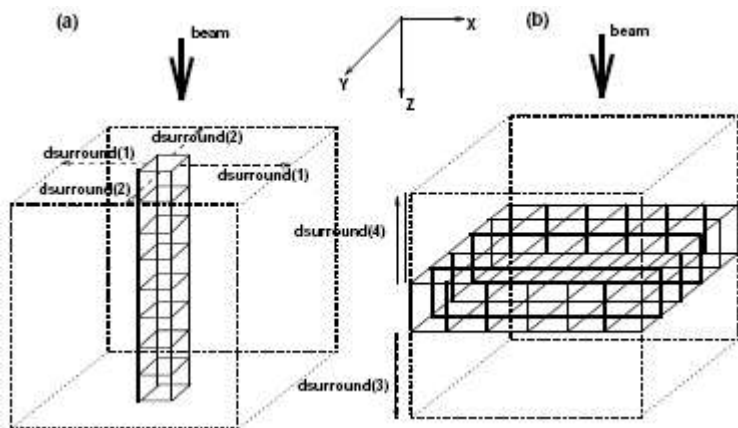 (a)
beam
X
Y
Z
(b)
beam
dsurround(2)
dsurround(1)
dsurround(1)
dsurround(2)
dsurround(4)
dsurround(3)